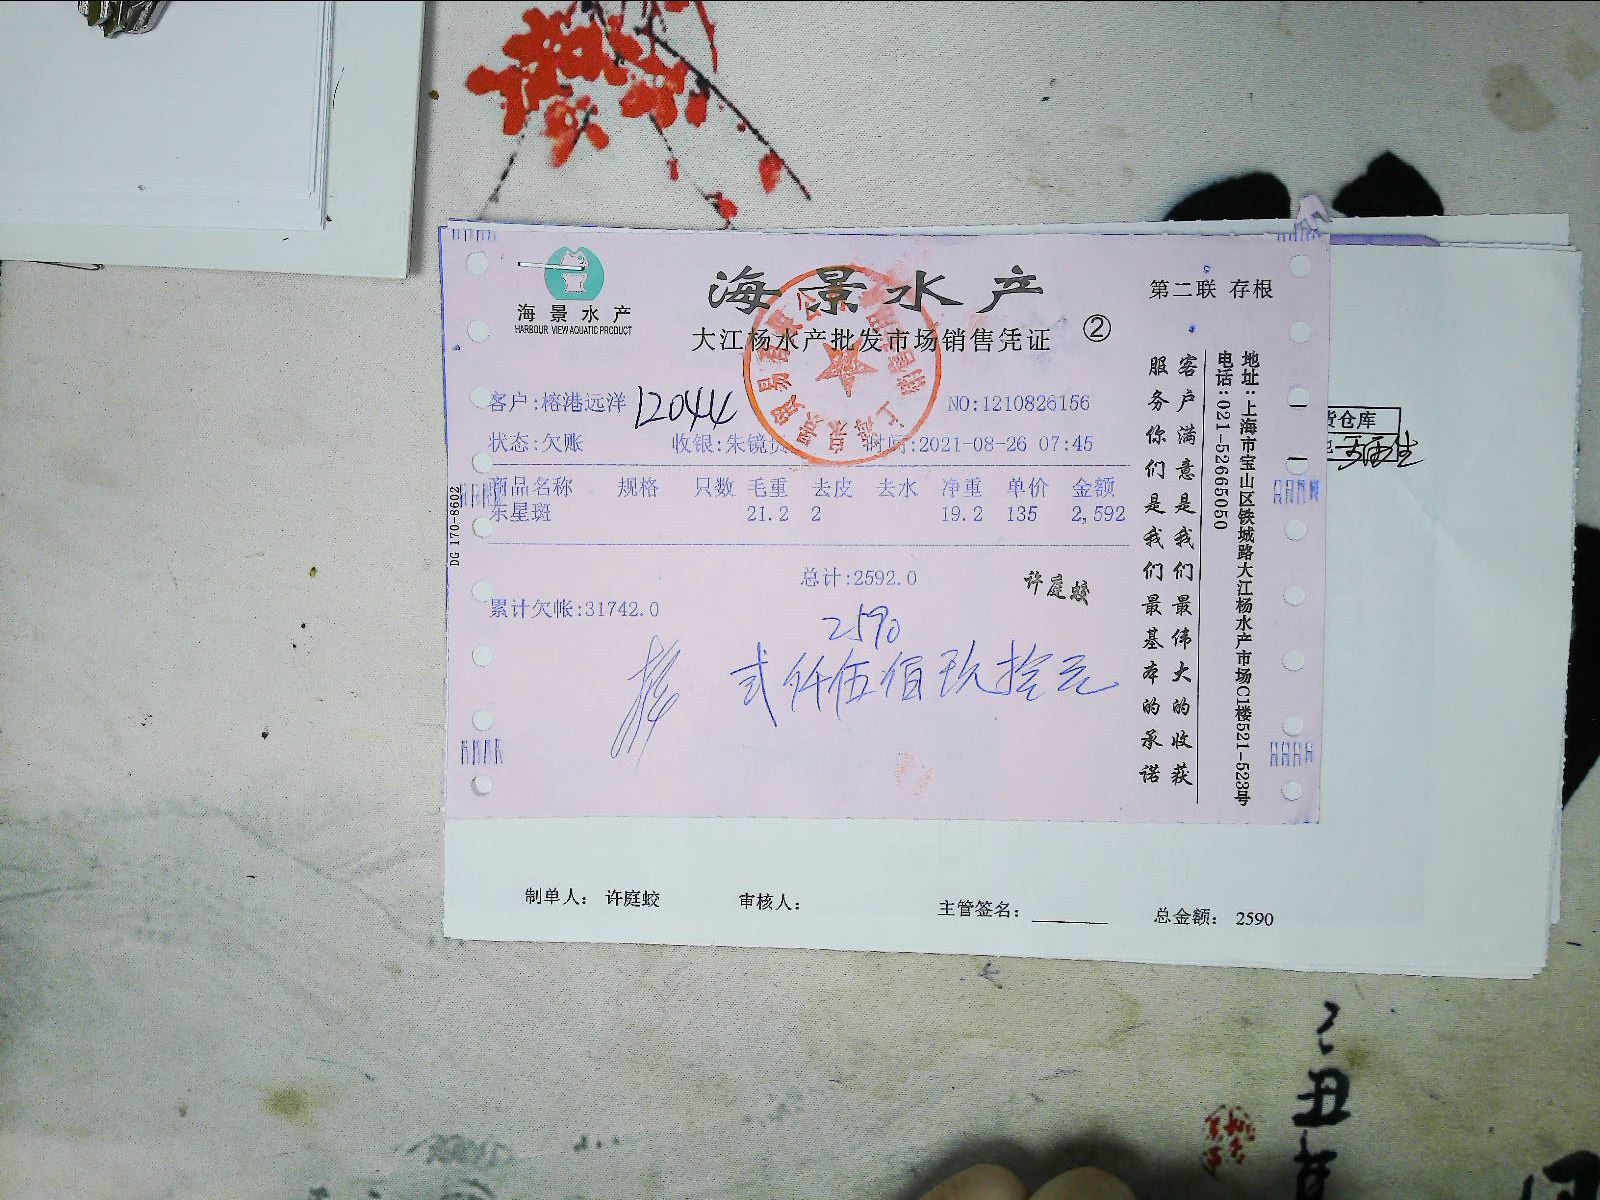 海景水产
HARBOUR VIEW AQUATIC PRODUCT
海景水产
大江杨水产批发市场销售凭证 ②
第二联 存根
客户:榕港远洋 12044 NO:1210826156
状态:欠账 收银:朱镜 时间:2021-08-26 07:45
商品名称 规格 只数 毛重 去皮 去水 净重 单价 金额
东星斑 21.2 2 19.2 135 2,592
总计:2592.0
许庭蛟
累计欠帐:31742.0
2590
贰仟伍佰玖拾元
客户满意是我们最伟大的收获
服务你们是我们最基本的承诺
地址:上海市宝山区铁城路大江杨水产市场C1楼521-523号
电话:021-52665050
DG 170-8602
货仓库
制单人: 许庭蛟 审核人: 主管签名: 总金额: 2590
丑